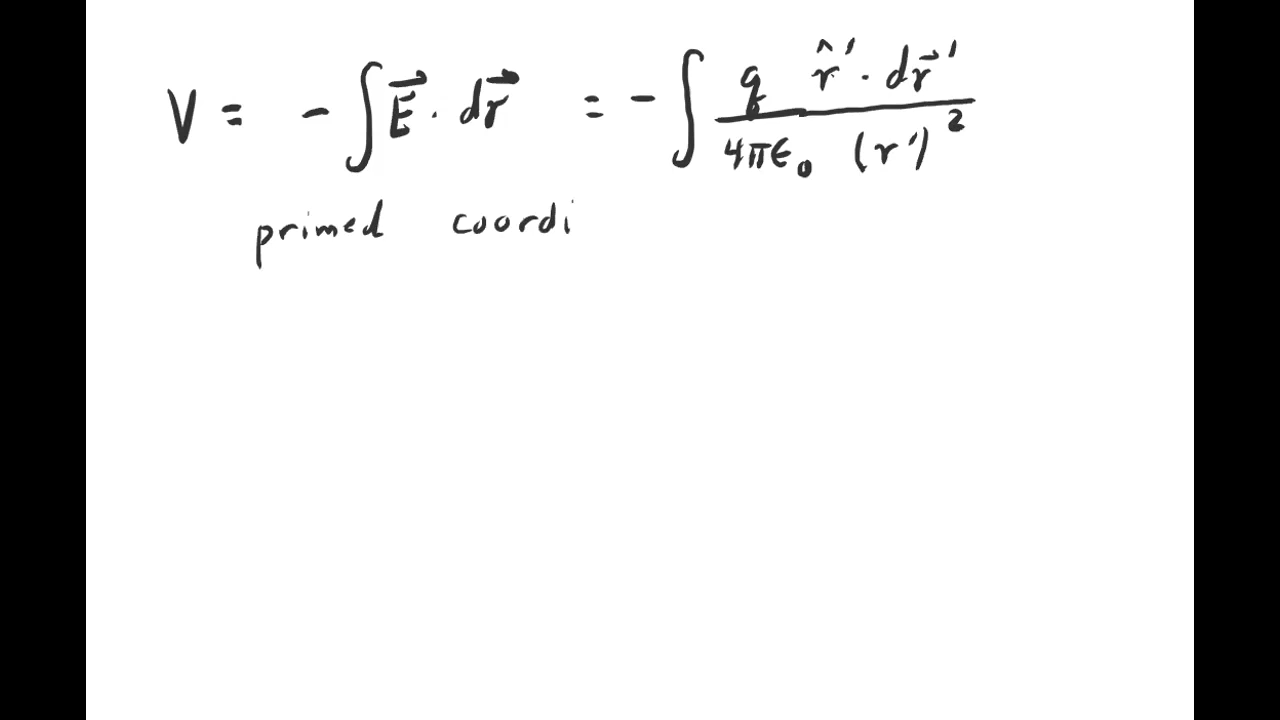 V = - ∫ E⃗ · dr⃗ = - ∫ q r̂′ · dr⃗′ / 4πϵ₀ (r′)²
primed coordi